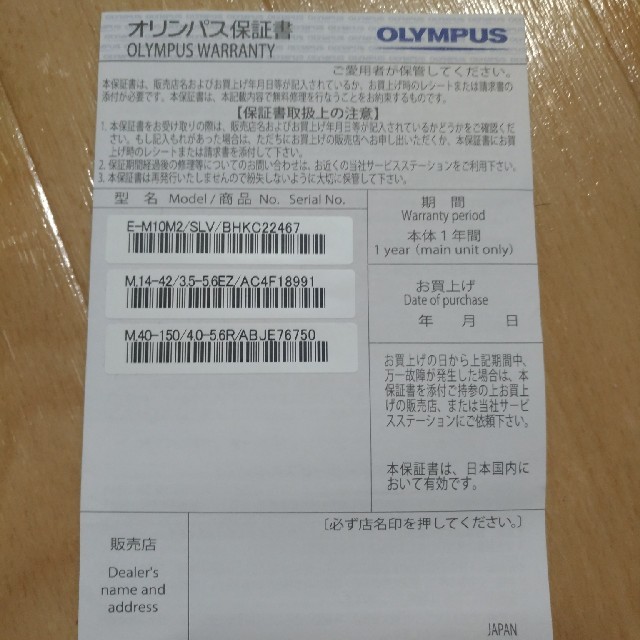 オリンパス保証書
OLYMPUS WARRANTY
OLYMPUS
ご愛用者が保管してください。
本保証書は、販売店名およびお買上げ年月日等が記入されているか、お買上げ時のレシートまたは請求書の
添付が必要です。本保証書は、本記載内容で無料修理を行なうことをお約束するものです。
【保証書取扱上の注意】
1. 本保証書をお受け取りの際は、販売店名およびお買上げ年月日等が記入されているかどうかをご確認くださ
い。もし記入もれがあった場合は、ただちにお買上げの販売店へお申し出いただくか、本保証書にお買
上げ時のレシートまたは請求書を添付して下さい。
2. 保証期間経過後の修理等についてのお問い合わせは、お近くの当社サービスステーションをご利用下さい。
3. 本保証書は再発行いたしませんので紛失しないように大切に保管して下さい。
型 名 Model/商品 No. Serial No.
E-M10M2/SLV/BHKC22467
M.14-42/3.5-5.6EZ/AC4F18991
M.40-150/4.0-5.6R/ABJE76750
期 間
Warranty period
本体1年間
1 year (main unit only)
お買上げ
Date of purchase
年 月 日
お買上げの日から上記期間中、
万一故障が発生した場合は、本
保証書を添付ご持参の上お買上
げの販売店、または当社サービ
スステーションにご依頼下さい。
本保証書は、日本国内に
おいて有効です。
販売店
Dealer's
name and
address
〔必ず店名印を押してください。〕
JAPAN